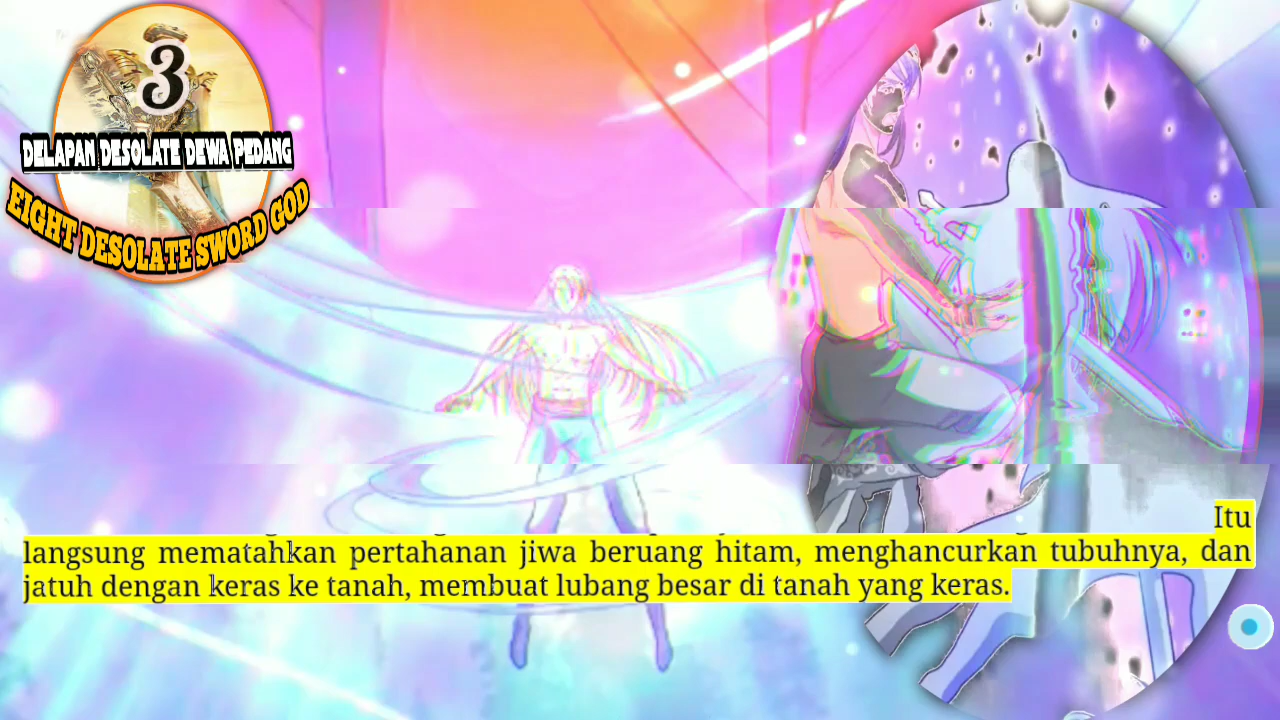 3
DELAPAN DESOLATE DEWA PEDANG
EIGHT DESOLATE SWORD GOD
Itu
langsung mematahkan pertahanan jiwa beruang hitam, menghancurkan tubuhnya, dan
jatuh dengan keras ke tanah, membuat lubang besar di tanah yang keras.